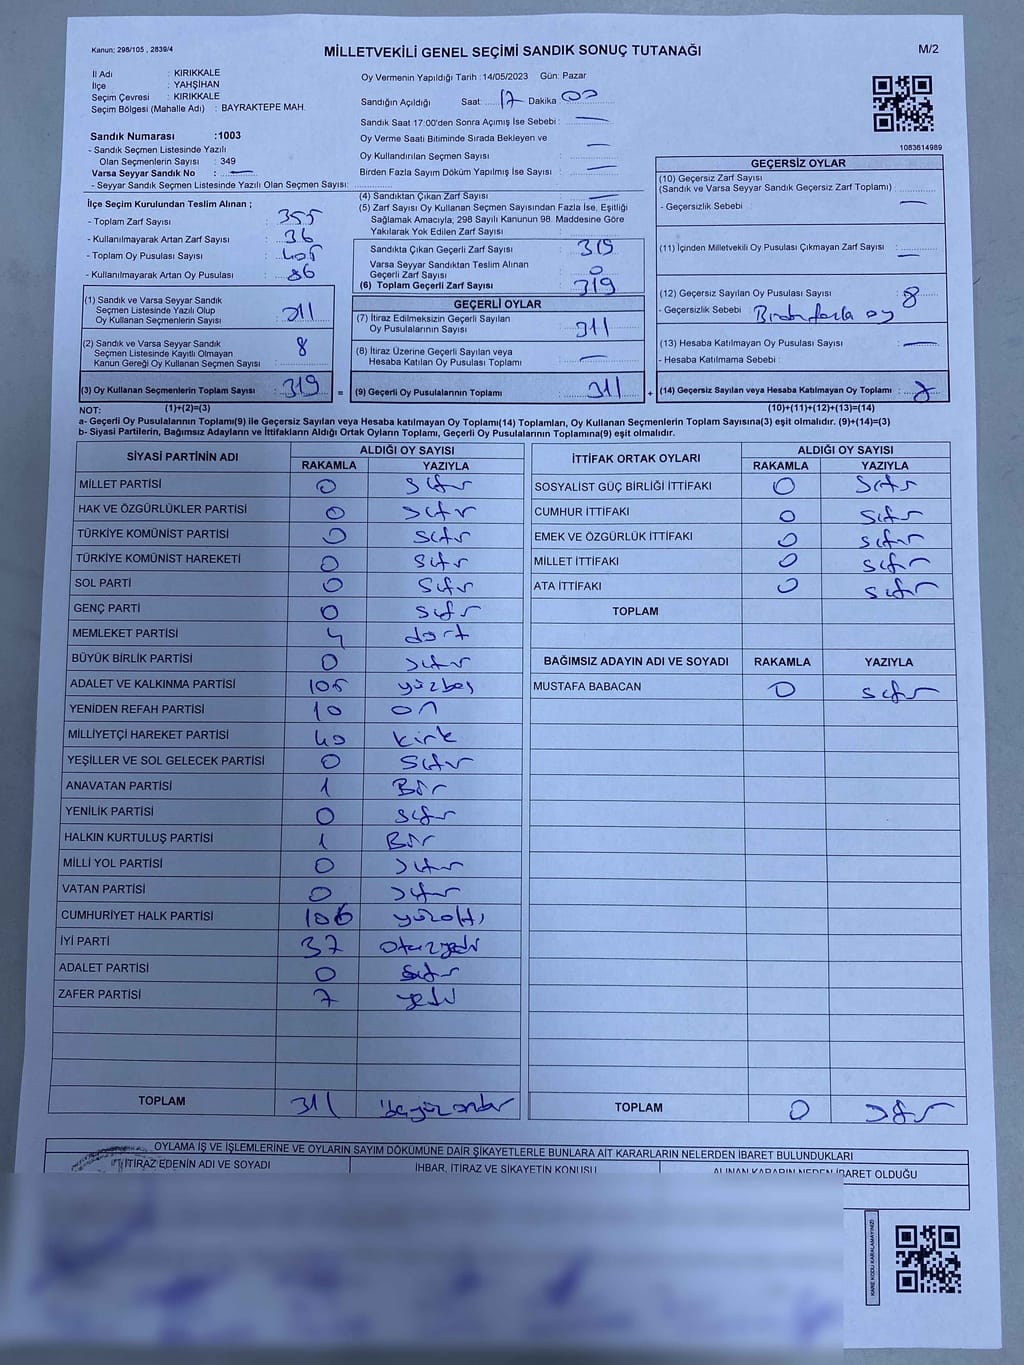 Kanun; 298/105 , 2839/4
MİLLETVEKİLİ GENEL SEÇİMİ SANDIK SONUÇ TUTANAĞI
M/2
İl Adı : KIRIKKALE
İlçe : YAHŞİHAN
Seçim Çevresi : KIRIKKALE
Seçim Bölgesi (Mahalle Adı) : BAYRAKTEPE MAH.
Sandık Numarası :1003
- Sandık Seçmen Listesinde Yazılı
Olan Seçmenlerin Sayısı : 349
Varsa Seyyar Sandık No : —
- Seyyar Sandık Seçmen Listesinde Yazılı Olan Seçmen Sayısı:
Oy Vermenin Yapıldığı Tarih :14/05/2023 Gün: Pazar
Sandığın Açıldığı Saat: 17 Dakika 00
Sandık Saat 17:00'den Sonra Açımış İse Sebebi : —
Oy Verme Saati Bitiminde Sırada Bekleyen ve
Oy Kullandırılan Seçmen Sayısı : —
Birden Fazla Sayım Döküm Yapılmış İse Sayısı : —
1083614989
İlçe Seçim Kurulundan Teslim Alınan ;
- Toplam Zarf Sayısı : 355
- Kullanılmayarak Artan Zarf Sayısı : 36
- Toplam Oy Pusulası Sayısı : 405
- Kullanılmayarak Artan Oy Pusulası : 86
(1) Sandık ve Varsa Seyyar Sandık
Seçmen Listesinde Yazılı Olup
Oy Kullanan Seçmenlerin Sayısı : 311
(2) Sandık ve Varsa Seyyar Sandık
Seçmen Listesinde Kayıtlı Olmayan
Kanun Gereği Oy Kullanan Seçmen Sayısı : 8
(3) Oy Kullanan Seçmenlerin Toplam Sayısı : 319
(1)+(2)=(3)
(4) Sandıktan Çıkan Zarf Sayısı : —
(5) Zarf Sayısı Oy Kullanan Seçmen Sayısından Fazla İse, Eşitliği
Sağlamak Amacıyla, 298 Sayılı Kanunun 98. Maddesine Göre
Yakılarak Yok Edilen Zarf Sayısı :
Sandıkta Çıkan Geçerli Zarf Sayısı : 319
Varsa Seyyar Sandıktan Teslim Alınan
Geçerli Zarf Sayısı : 0
(6) Toplam Geçerli Zarf Sayısı : 319
GEÇERLİ OYLAR
(7) İtiraz Edilmeksizin Geçerli Sayılan
Oy Pusulalarının Sayısı : 311
(8) İtiraz Üzerine Geçerli Sayılan veya
Hesaba Katılan Oy Pusulası Toplamı : —
= (9) Geçerli Oy Pusulalarının Toplamı : 311
GEÇERSİZ OYLAR
(10) Geçersiz Zarf Sayısı
(Sandık ve Varsa Seyyar Sandık Geçersiz Zarf Toplamı) :
- Geçersizlik Sebebi : —
(11) İçinden Milletvekili Oy Pusulası Çıkmayan Zarf Sayısı : —
(12) Geçersiz Sayılan Oy Pusulası Sayısı : 8
- Geçersizlik Sebebi : Birden fazla oy
(13) Hesaba Katılmayan Oy Pusulası Sayısı : —
- Hesaba Katılmama Sebebi :
+ (14) Geçersiz Sayılan veya Hesaba Katılmayan Oy Toplamı : 8
(10)+(11)+(12)+(13)=(14)
NOT:
a- Geçerli Oy Pusulalarının Toplamı(9) ile Geçersiz Sayılan veya Hesaba katılmayan Oy Toplamı(14) Toplamları, Oy Kullanan Seçmenlerin Toplam Sayısına(3) eşit olmalıdır. (9)+(14)=(3)
b- Siyasi Partilerin, Bağımsız Adayların ve İttifakların Aldığı Ortak Oyların Toplamı, Geçerli Oy Pusulalarının Toplamına(9) eşit olmalıdır.
SİYASİ PARTİNİN ADI
ALDIĞI OY SAYISI
RAKAMLA YAZIYLA
MİLLET PARTİSİ 0 sıfır
HAK VE ÖZGÜRLÜKLER PARTİSİ 0 sıfır
TÜRKİYE KOMÜNİST PARTİSİ 0 sıfır
TÜRKİYE KOMÜNİST HAREKETİ 0 sıfır
SOL PARTİ 0 sıfır
GENÇ PARTİ 0 sıfır
MEMLEKET PARTİSİ 4 dört
BÜYÜK BİRLİK PARTİSİ 0 sıfır
ADALET VE KALKINMA PARTİSİ 105 yüzbeş
YENİDEN REFAH PARTİSİ 10 on
MİLLİYETÇİ HAREKET PARTİSİ 40 kırk
YEŞİLLER VE SOL GELECEK PARTİSİ 0 sıfır
ANAVATAN PARTİSİ 1 Bir
YENİLİK PARTİSİ 0 sıfır
HALKIN KURTULUŞ PARTİSİ 1 Bir
MİLLİ YOL PARTİSİ 0 sıfır
VATAN PARTİSİ 0 sıfır
CUMHURİYET HALK PARTİSİ 106 yüzaltı
İYİ PARTİ 37 otuzyedi
ADALET PARTİSİ 0 sıfır
ZAFER PARTİSİ 7 yedi
TOPLAM 311 üçyüzonbir
İTTİFAK ORTAK OYLARI
ALDIĞI OY SAYISI
RAKAMLA YAZIYLA
SOSYALİST GÜÇ BİRLİĞİ İTTİFAKI 0 sıfır
CUMHUR İTTİFAKI 0 sıfır
EMEK VE ÖZGÜRLÜK İTTİFAKI 0 sıfır
MİLLET İTTİFAKI 0 sıfır
ATA İTTİFAKI 0 sıfır
TOPLAM
BAĞIMSIZ ADAYIN ADI VE SOYADI RAKAMLA YAZIYLA
MUSTAFA BABACAN 0 sıfır
TOPLAM 0 sıfır
OYLAMA İŞ VE İŞLEMLERİNE VE OYLARIN SAYIM DÖKÜMÜNE DAİR ŞİKAYETLERLE BUNLARA AİT KARARLARIN NELERDEN İBARET BULUNDUKLARI
İTİRAZ EDENİN ADI VE SOYADI
İHBAR, İTİRAZ VE ŞİKAYETİN KONUSU
ALINAN KARARIN NEDEN İBARET OLDUĞU
KARE KODU KARALAMAYINIZ!